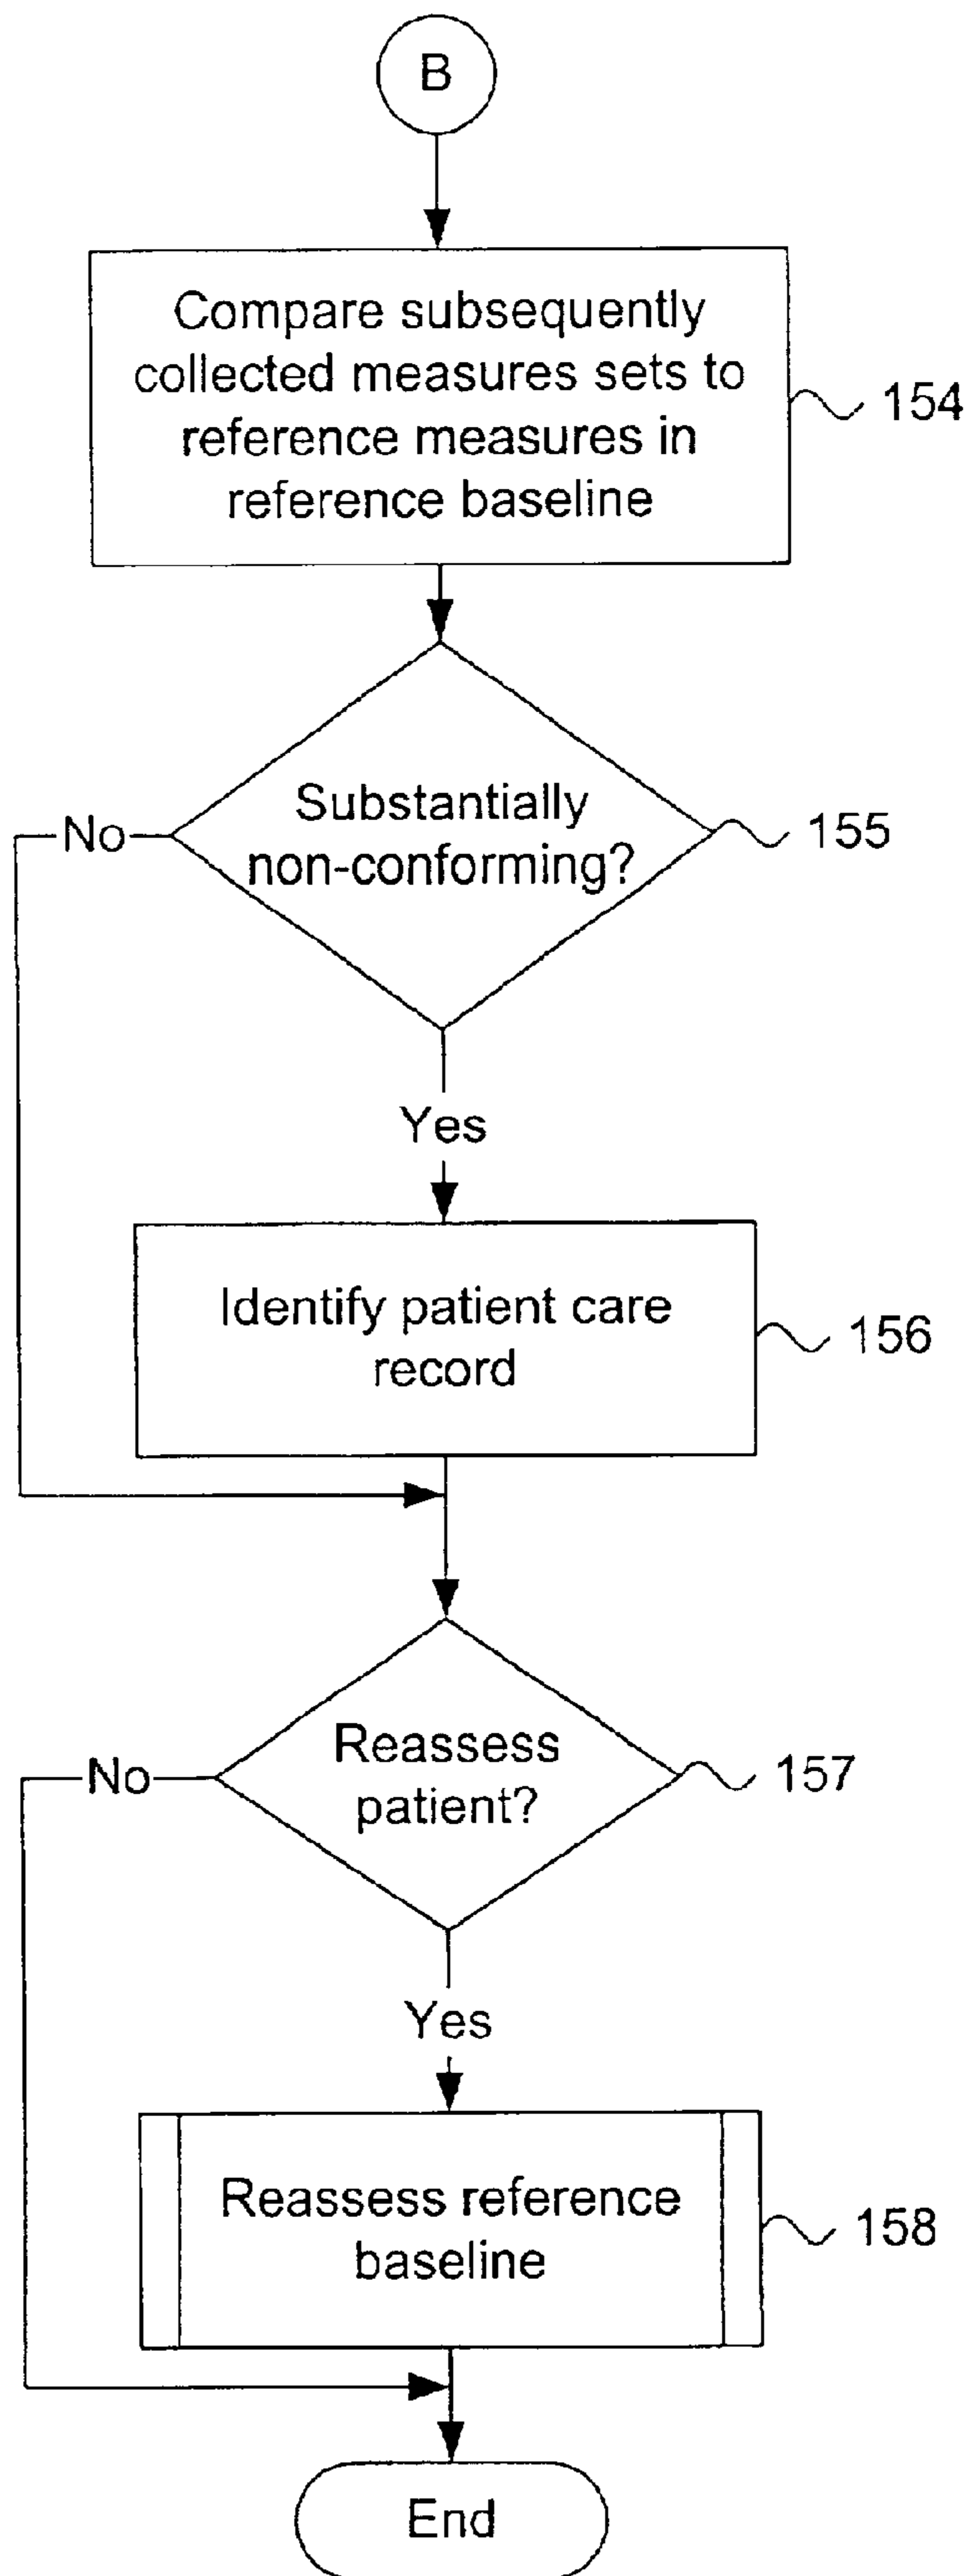 B
Compare subsequently
collected measures sets to
reference measures in
reference baseline
154
Substantially
non-conforming?
155
No
Yes
Identify patient care
record
156
Reassess
patient?
157
No
Yes
Reassess reference
baseline
158
End